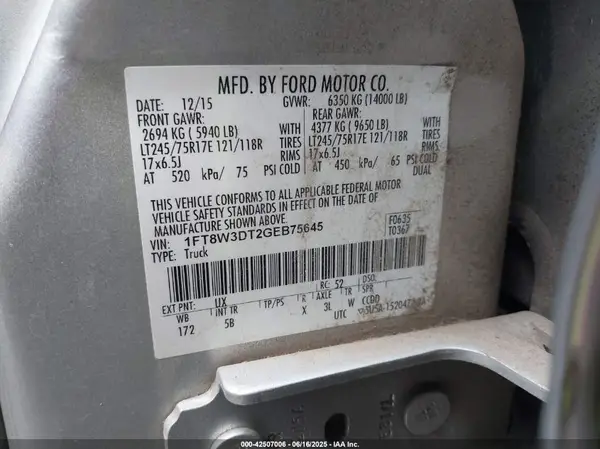 MFD. BY FORD MOTOR CO.
DATE: 12/15 GVWR: 6350 KG (14000 LB)
FRONT GAWR: REAR GAWR:
2694 KG ( 5940 LB) WITH 4377 KG ( 9650 LB) WITH
LT245/75R17E 121/118R TIRES LT245/75R17E 121/118R TIRES
17x6.5J RIMS 17x6.5J RIMS
AT 520 kPa/ 75 PSI COLD AT 450 kPa/ 65 PSI COLD
DUAL
THIS VEHICLE CONFORMS TO ALL APPLICABLE FEDERAL MOTOR
VEHICLE SAFETY STANDARDS IN EFFECT ON THE DATE OF
MANUFACTURE SHOWN ABOVE.
VIN: 1FT8W3DT2GEB75645
TYPE: Truck
F0635
T0367
EXT PNT: UX RC: 52 DSO:
WB INT TR TP/PS R AXLE TR SPR
172 5B X 3L W CCDD
UTC
000-42507006 - 06/16/2025 - IAA Inc.